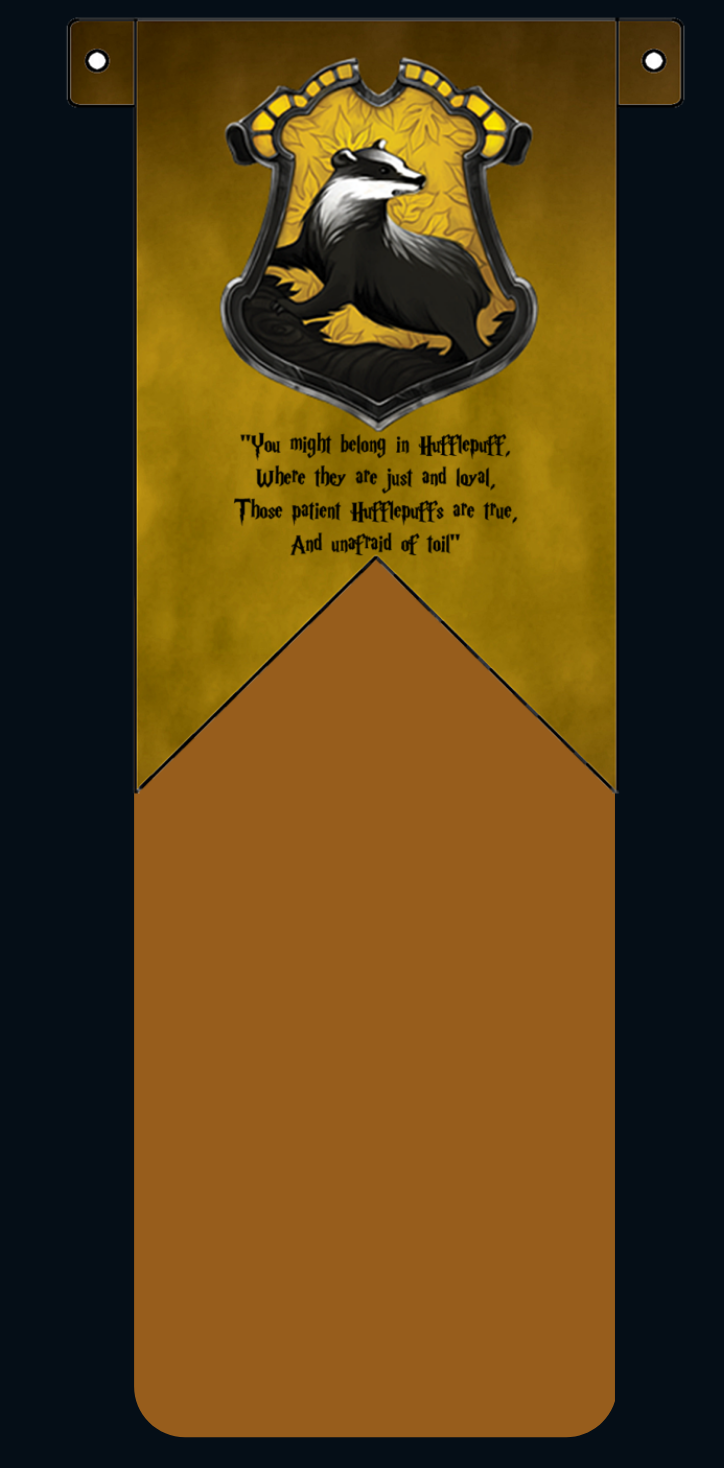 "You might belong in Hufflepuff,
Where they are just and loyal,
Those patient Hufflepuffs are true,
And unafraid of toil"